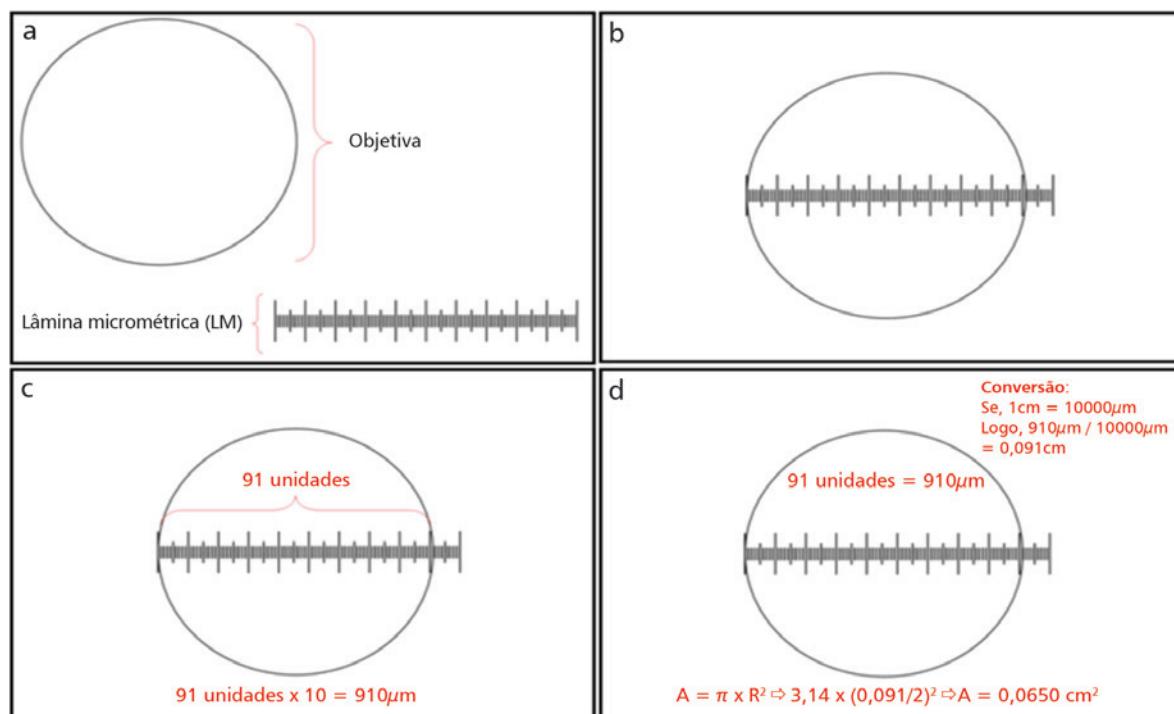 a
Objetiva
Lâmina micrométrica (LM)
b
c
91 unidades
91 unidades x 10 = 910µm
d
Conversão:
Se, 1cm = 10000µm
Logo, 910µm / 10000µm
= 0,091cm
91 unidades = 910µm
A = π x R² ⇨ 3,14 x (0,091/2)² ⇨ A = 0,0650 cm²